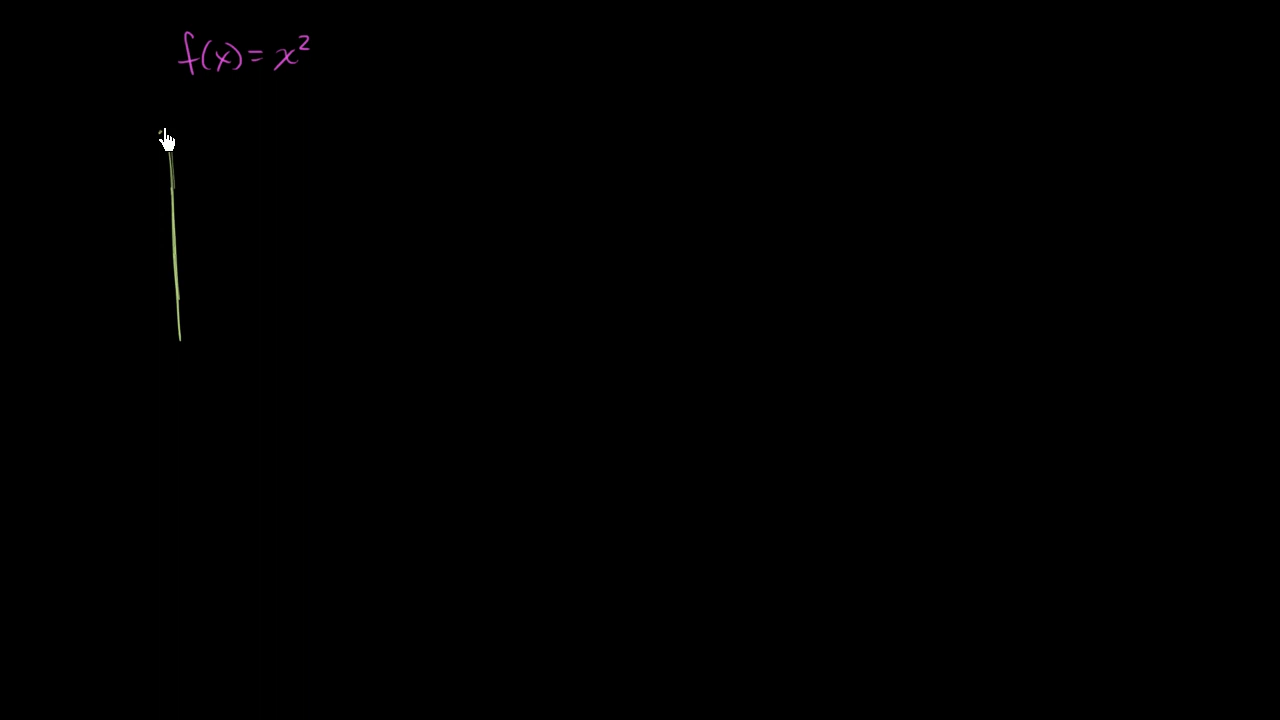 f(x) = x²